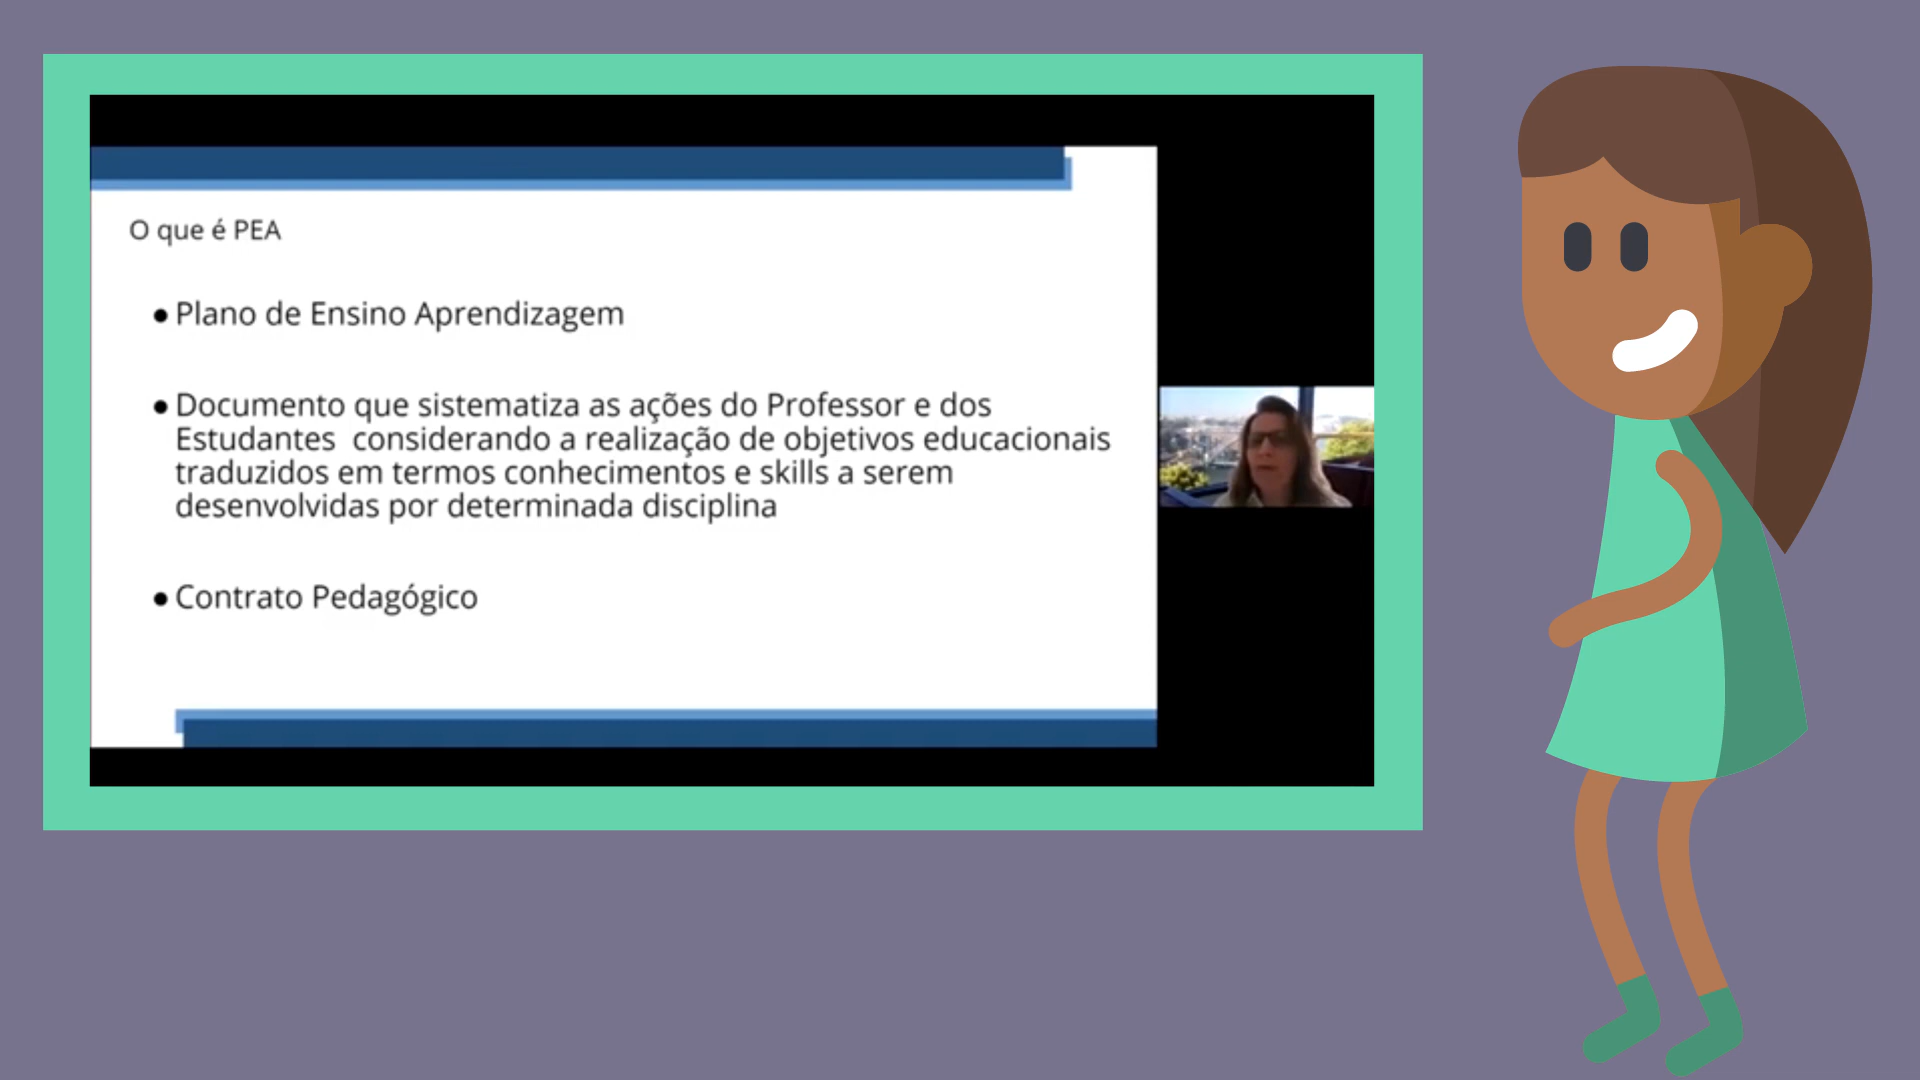 O que é PEA
● Plano de Ensino Aprendizagem
● Documento que sistematiza as ações do Professor e dos
Estudantes  considerando a realização de objetivos educacionais
traduzidos em termos conhecimentos e skills a serem
desenvolvidas por determinada disciplina
● Contrato Pedagógico